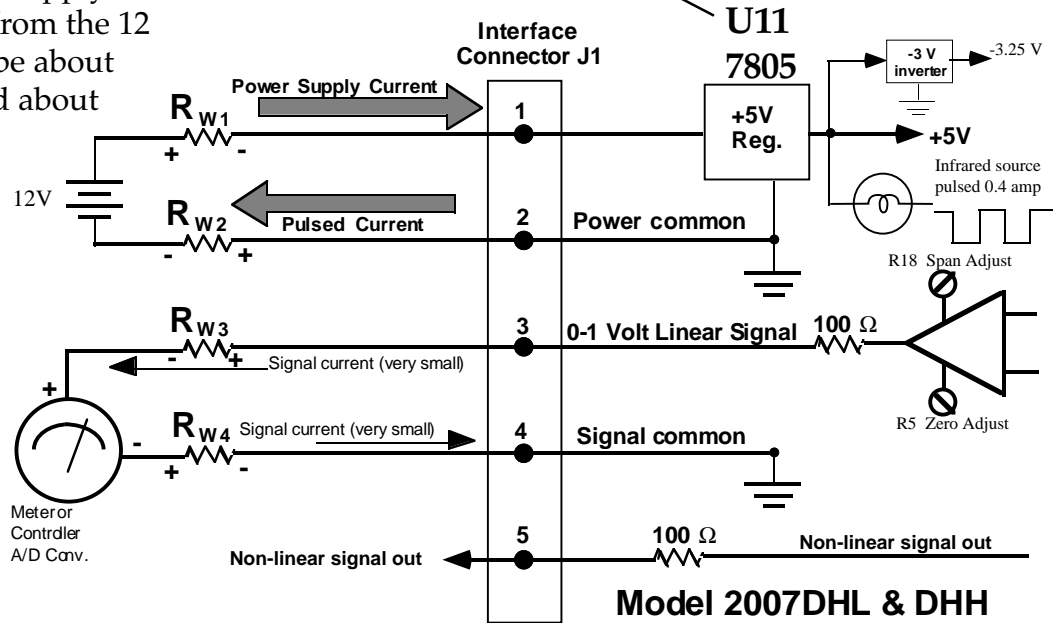 from the 12
be about
d about
U11
7805
Interface
Connector J1
-3 V
inverter
-3.25 V
Power Supply Current
R W1
+ -
1
+5V
Reg.
+5V
12V
Infrared source
pulsed 0.4 amp
R W2
- +
Pulsed Current
2
Power common
R18 Span Adjust
R W3
- +
3
0-1 Volt Linear Signal
100 Ω
Signal current (very small)
+
R5 Zero Adjust
R W4
-
+ -
Signal current (very small)
4
Signal common
Meter or
Controller
A/D Conv.
5
100 Ω
Non-linear signal out
Non-linear signal out
Model 2007DHL & DHH